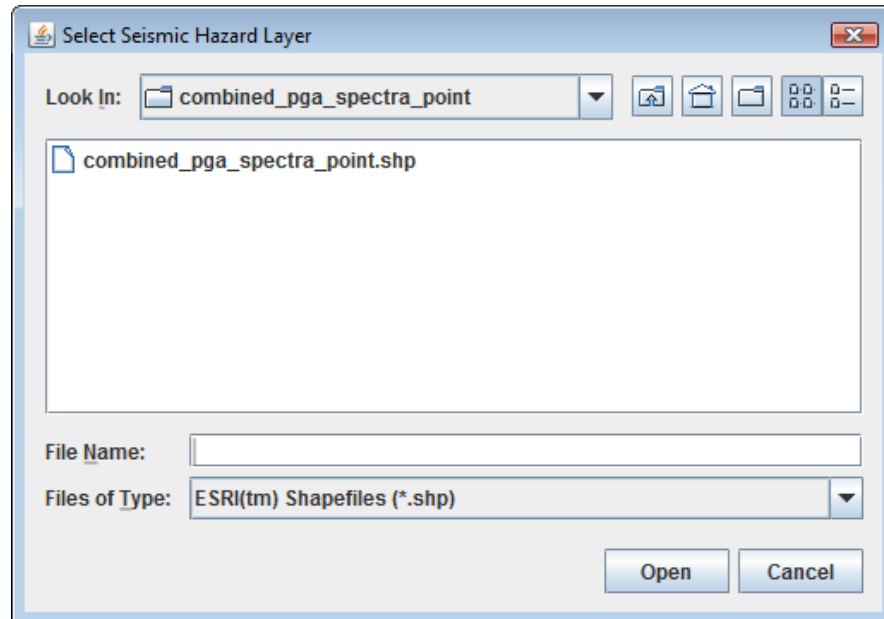 Select Seismic Hazard Layer
Look In: combined_pga_spectra_point
combined_pga_spectra_point.shp
File Name:
Files of Type: ESRI(tm) Shapefiles (*.shp)
Open Cancel